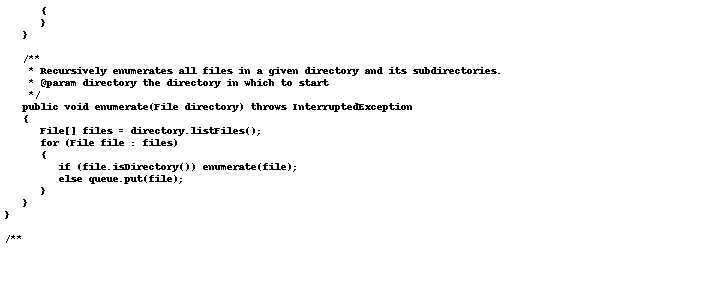 {
}
}
/**
* Recursively enumerates all files in a given directory and its subdirectories.
* @param directory the directory in which to start
*/
public void enumerate(File directory) throws InterruptedException
{
File[] files = directory.listFiles();
for (File file : files)
{
if (file.isDirectory()) enumerate(file);
else queue.put(file);
}
}
}
/**